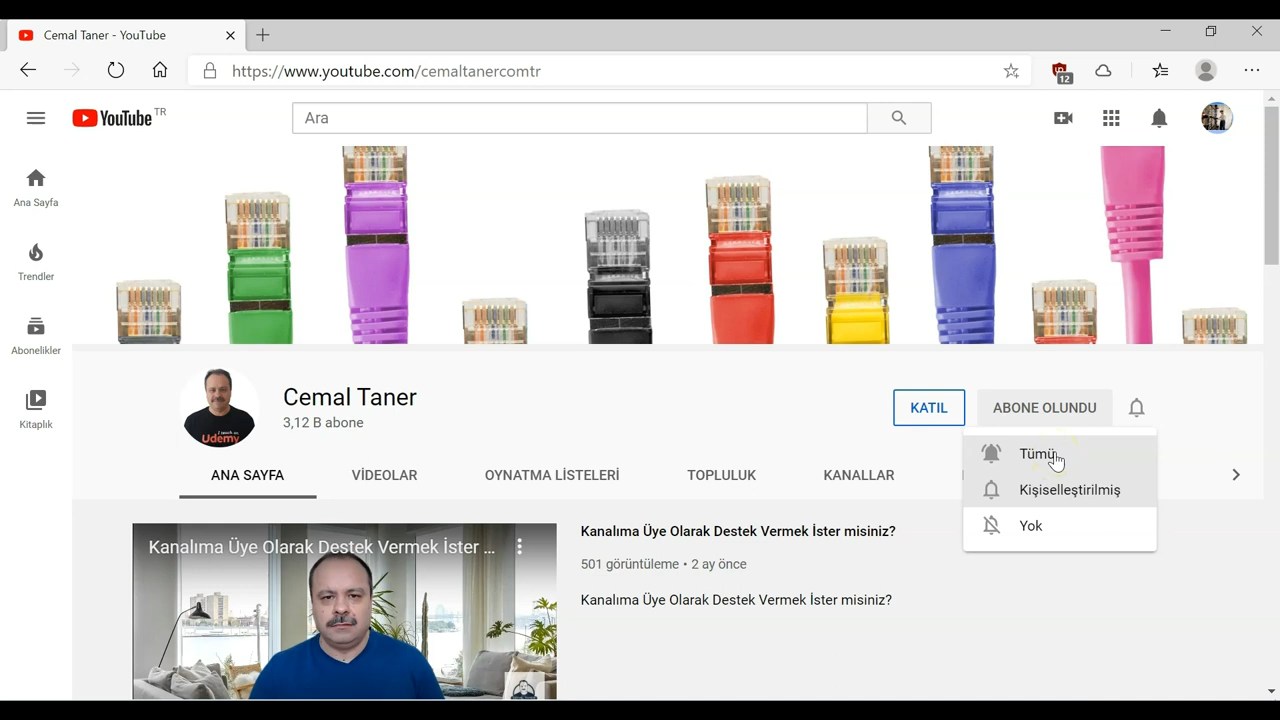 Cemal Taner - YouTube
https://www.youtube.com/cemaltanercomtr
12
YouTube TR
Ara
Ana Sayfa
Trendler
Abonelikler
Kitaplık
I teach on
Udemy
Cemal Taner
3,12 B abone
KATIL
ABONE OLUNDU
Tümü
Kişiselleştirilmiş
Yok
ANA SAYFA
VİDEOLAR
OYNATMA LİSTELERİ
TOPLULUK
KANALLAR
Kanalıma Üye Olarak Destek Vermek İster ...
Kanalıma Üye Olarak Destek Vermek İster misiniz?
501 görüntüleme • 2 ay önce
Kanalıma Üye Olarak Destek Vermek İster misiniz?